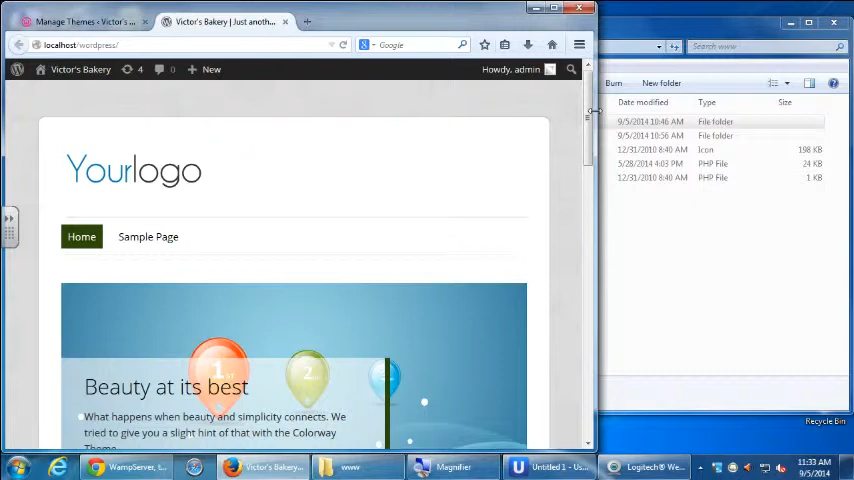 Manage Themes ‹ Victor's ...
Victor's Bakery | Just anoth...
localhost/wordpress/
Google
Search www
Victor's Bakery
4
0
New
Howdy, admin
Burn
New folder
Date modified
Type
Size
9/5/2014 10:46 AM
File folder
9/5/2014 10:56 AM
File folder
12/31/2010 8:40 AM
Icon
198 KB
5/28/2014 4:03 PM
PHP File
24 KB
12/31/2010 8:40 AM
PHP File
1 KB
Yourlogo
Home
Sample Page
1
ST
2
Beauty at its best
What happens when beauty and simplicity connects. We
tried to give you a slight hint of that with the Colorway
Theme
Recycle Bin
WampServer, t...
Victor's Bakery...
www
Magnifier
Untitled 1 - Us...
Logitech® We...
11:33 AM
9/5/2014